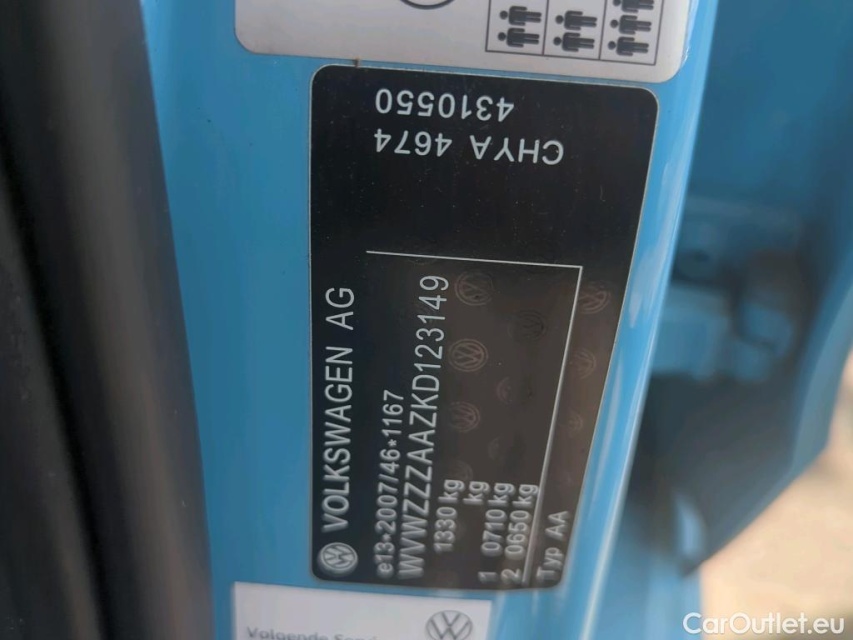 CHYA 4674
4310550
VOLKSWAGEN AG
e13*2007/46*1167
WVWZZZAAZKD123149
1330 kg
kg
1 0710 kg
2 0650 kg
Typ AA
Volgende
CarOutlet.eu